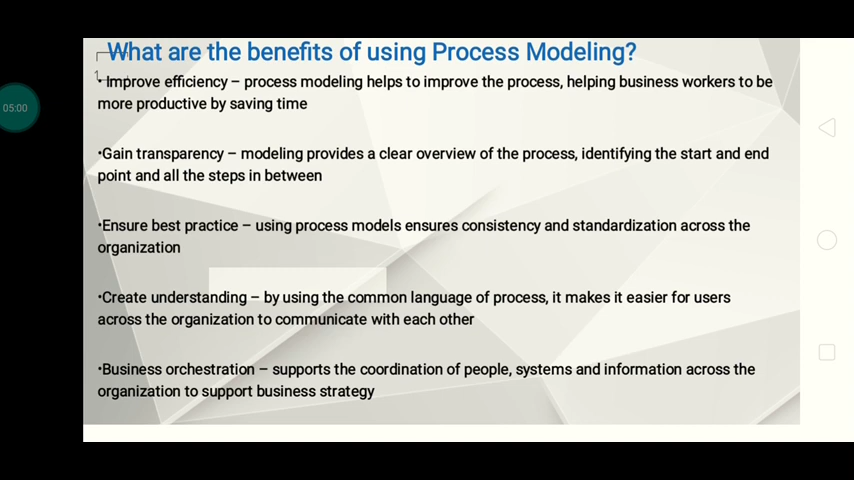 What are the benefits of using Process Modeling?
• Improve efficiency – process modeling helps to improve the process, helping business workers to be
more productive by saving time
•Gain transparency – modeling provides a clear overview of the process, identifying the start and end
point and all the steps in between
•Ensure best practice – using process models ensures consistency and standardization across the
organization
•Create understanding – by using the common language of process, it makes it easier for users
across the organization to communicate with each other
•Business orchestration – supports the coordination of people, systems and information across the
organization to support business strategy
05:00